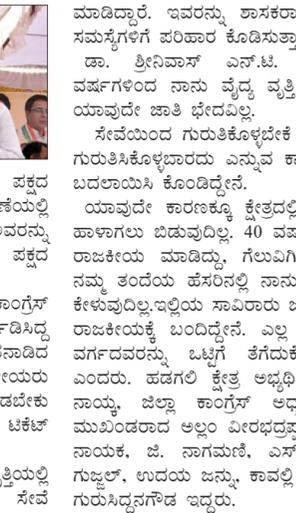 ಪಕ್ಷದ
ಣೆಯಲ್ಲಿ
ವರನ್ನು
ಪಕ್ಷದ
ಕಾಂಗ್ರೆಸ್
ರ್ಡಿಸಿದ್ದ
ನಾಡಿದ
ೀಯರು
ಡಬೇಕು
ಟಿಕೆಟ್
ತ್ತಿಯಲ್ಲಿ
ಸೇವೆ
ಮಾಡಿದ್ದಾರೆ. ಇವರನ್ನು ಶಾಸಕರಾ
ಸಮಸ್ಯೆಗಳಿಗೆ ಪರಿಹಾರ ಕೊಡಿಸುತ್ತಾ
ಡಾ. ಶ್ರೀನಿವಾಸ್ ಎನ್.ಟಿ.
ವರ್ಷಗಳಿಂದ ನಾನು ವೈದ್ಯ ವೃತ್ತಿ
ಯಾವುದೇ ಜಾತಿ ಭೇದವಿಲ್ಲ.
ಸೇವೆಯಿಂದ ಗುರುತಿಕೊಳ್ಳಬೇಕೆ
ಗುರುತಿಸಿಕೊಳ್ಳಬಾರದು ಎನ್ನುವ ಕಾ
ಬದಲಾಯಿಸಿ ಕೊಂಡಿದ್ದೇನೆ.
ಯಾವುದೇ ಕಾರಣಕ್ಕೂ ಕ್ಷೇತ್ರದಲ್ಲಿ
ಹಾಳಾಗಲು ಬಿಡುವುದಿಲ್ಲ. 40 ವರ್ಷ
ರಾಜಕೀಯ ಮಾಡಿದ್ದು, ಗೆಲುವಿಗಿ
ನಮ್ಮ ತಂದೆಯ ಹೆಸರಿನಲ್ಲಿ ನಾನು
ಕೇಳುವುದಿಲ್ಲ.ಇಲ್ಲಿಯ ಸಾವಿರಾರು ಜ
ರಾಜಕೀಯಕ್ಕೆ ಬಂದಿದ್ದೇನೆ. ಎಲ್ಲ
ವರ್ಗದವರನ್ನು ಒಟ್ಟಿಗೆ ತೆಗೆದುಕೆ
ಎಂದರು. ಹಡಗಲಿ ಕ್ಷೇತ್ರ ಅಭ್ಯರ್ಥಿ
ನಾಯ್ಕ, ಜಿಲ್ಲಾ ಕಾಂಗ್ರೆಸ್ ಅಧ
ಮುಖಂಡರಾದ ಅಲ್ಲಂ ವೀರಭದ್ರಪ್ಪ
ನಾಯಕ, ಜಿ. ನಾಗಮಣಿ, ಎಸ್
ಗುಜ್ಜಲ್, ಉದಯ ಜನ್ನು, ಕಾವಲ್ಲಿ
ಗುರುಸಿದ್ದನಗೌಡ ಇದ್ದರು.